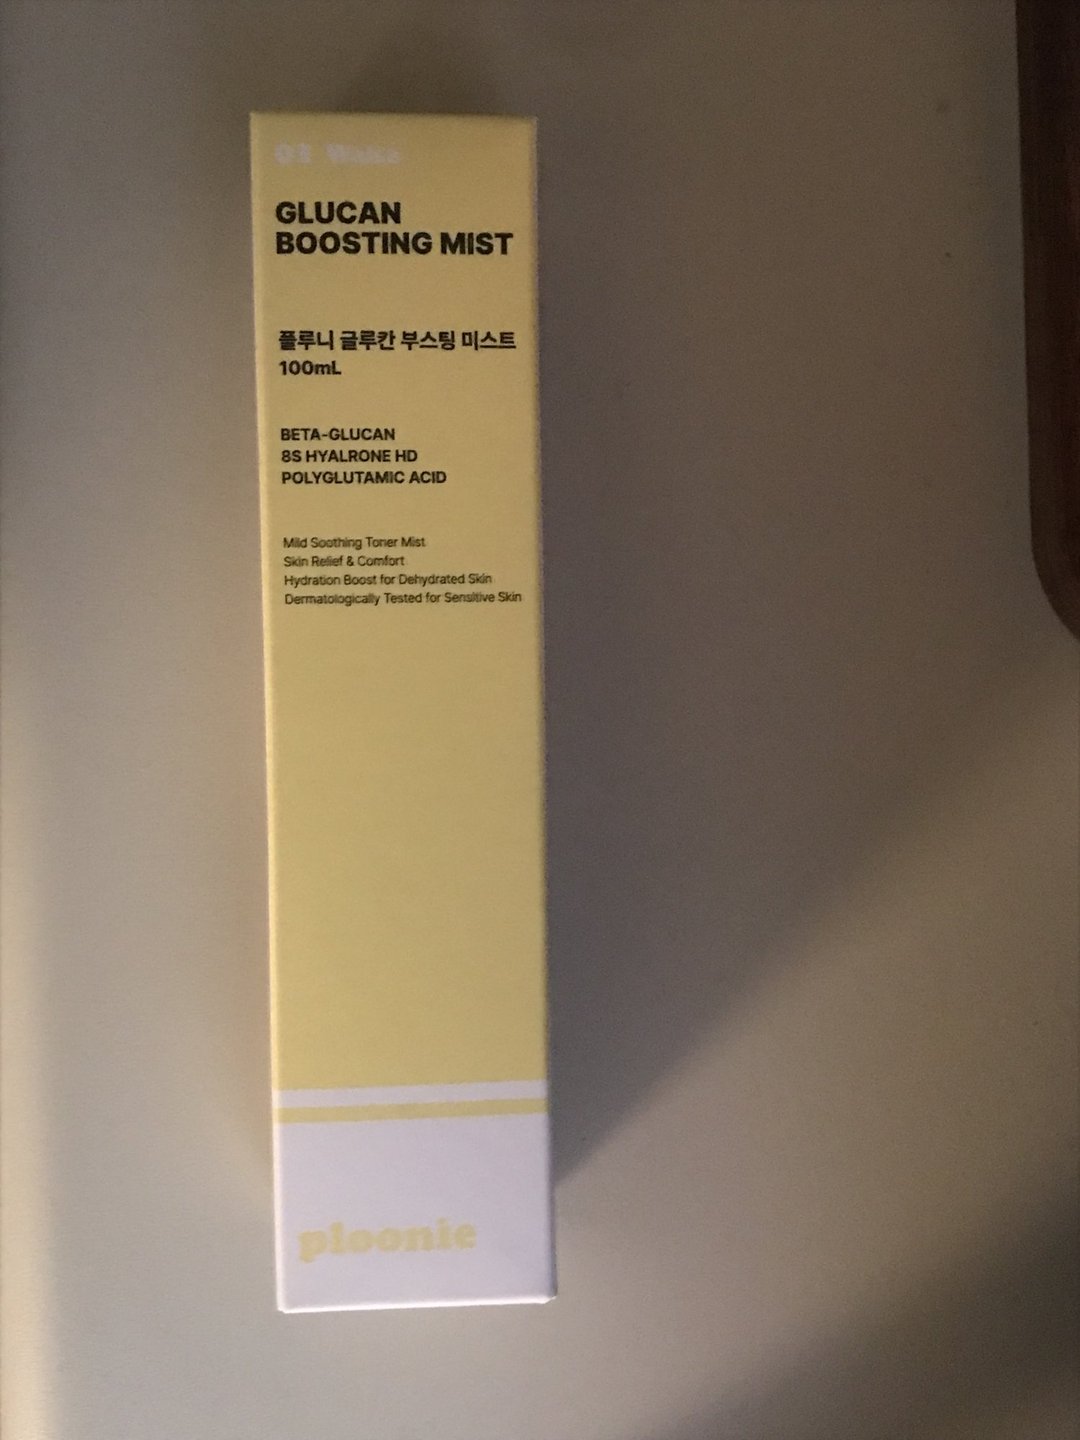 GLUCAN
BOOSTING MIST
플루니 글루칸 부스팅 미스트
100mL
BETA-GLUCAN
8S HYALRONE HD
POLYGLUTAMIC ACID
Mild Soothing Toner Mist
Skin Relief & Comfort
Hydration Boost for Dehydrated Skin
Dermatologically Tested for Sensitive Skin
ploonie